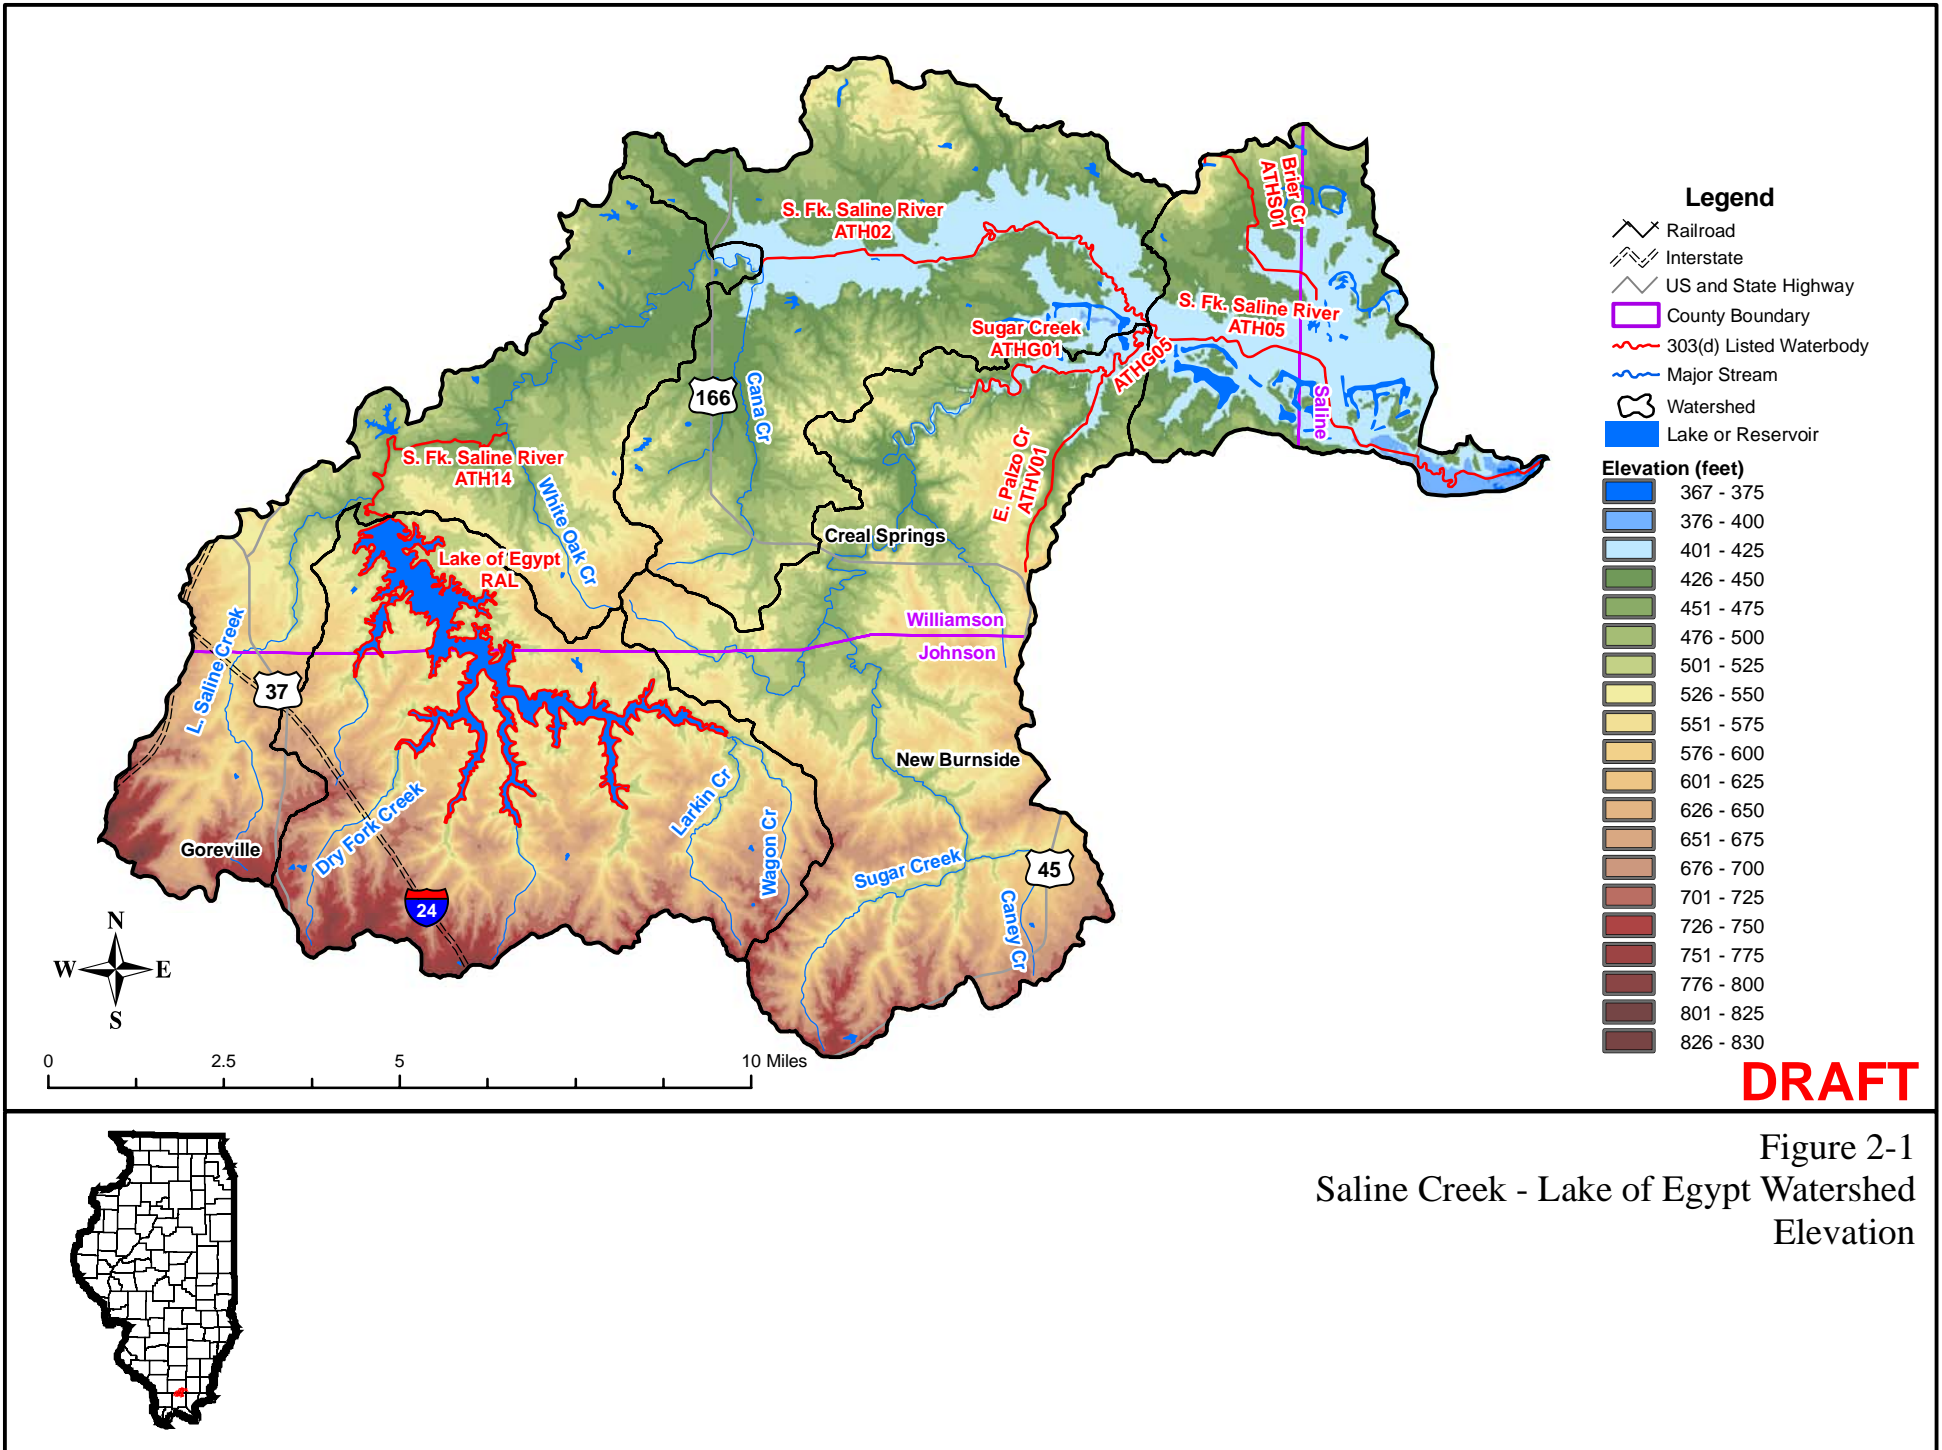 S. Fk. Saline River
ATH02
Brier Cr
ATHS01
S. Fk. Saline River
ATH05
Sugar Creek
ATHG01
ATHG05
Saline
166
Cana Cr
S. Fk. Saline River
ATH14
White Oak Cr
E. Palzo Cr
ATHV01
Creal Springs
Lake of Egypt
RAL
Williamson
Johnson
L. Saline Creek
37
New Burnside
Larkin Cr
Wagon Cr
Dry Fork Creek
Goreville
Sugar Creek
45
Caney Cr
24
N
W
E
S
0
2.5
5
10 Miles
Legend
Railroad
Interstate
US and State Highway
County Boundary
303(d) Listed Waterbody
Major Stream
Watershed
Lake or Reservoir
Elevation (feet)
367 - 375
376 - 400
401 - 425
426 - 450
451 - 475
476 - 500
501 - 525
526 - 550
551 - 575
576 - 600
601 - 625
626 - 650
651 - 675
676 - 700
701 - 725
726 - 750
751 - 775
776 - 800
801 - 825
826 - 830
DRAFT
Figure 2-1
Saline Creek - Lake of Egypt Watershed
Elevation